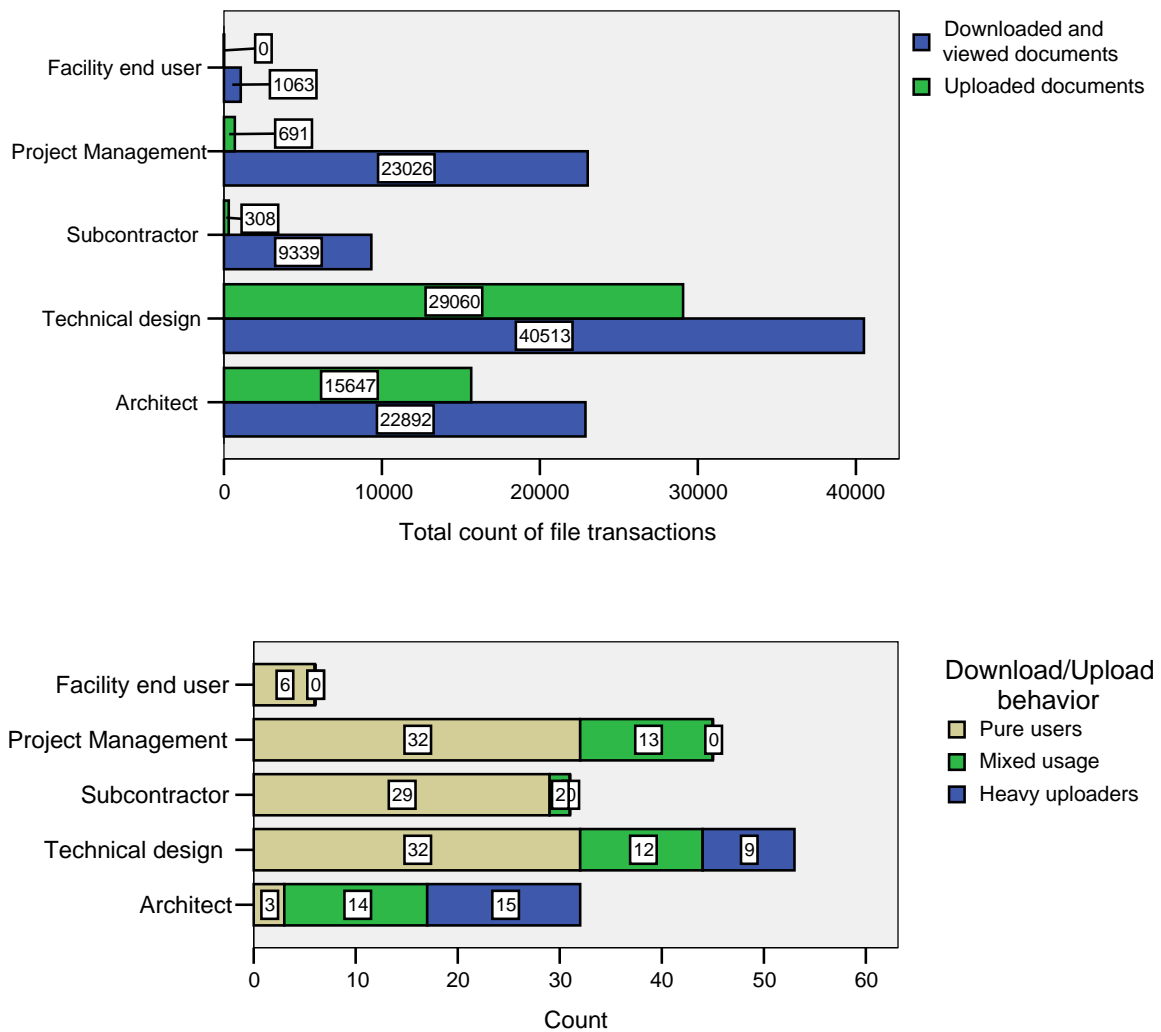 Downloaded and
viewed documents
Uploaded documents
Facility end user
0
1063
Project Management
691
23026
Subcontractor
308
9339
Technical design
29060
40513
Architect
15647
22892
0 10000 20000 30000 40000
Total count of file transactions
Download/Upload
behavior
Pure users
Mixed usage
Heavy uploaders
Facility end user 6 0
Project Management 32 13 0
Subcontractor 29 2 0
Technical design 32 12 9
Architect 3 14 15
0 10 20 30 40 50 60
Count